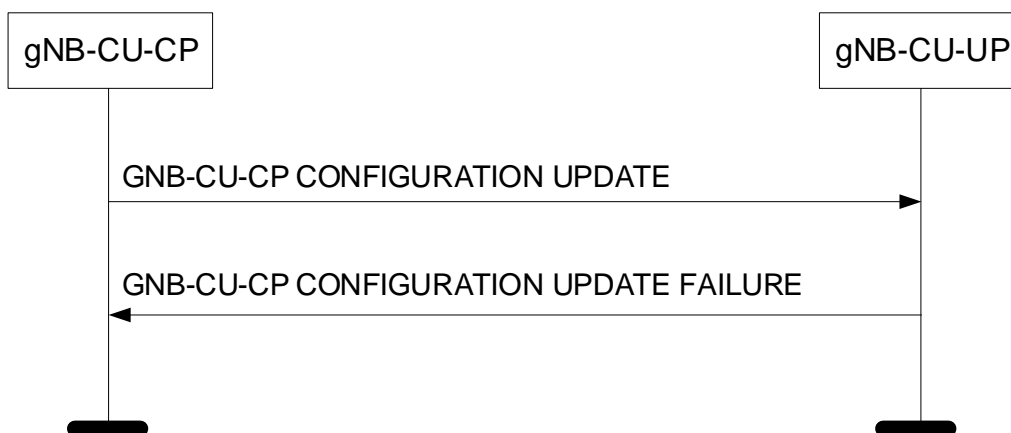 gNB-CU-CP
gNB-CU-UP
GNB-CU-CP CONFIGURATION UPDATE
GNB-CU-CP CONFIGURATION UPDATE FAILURE